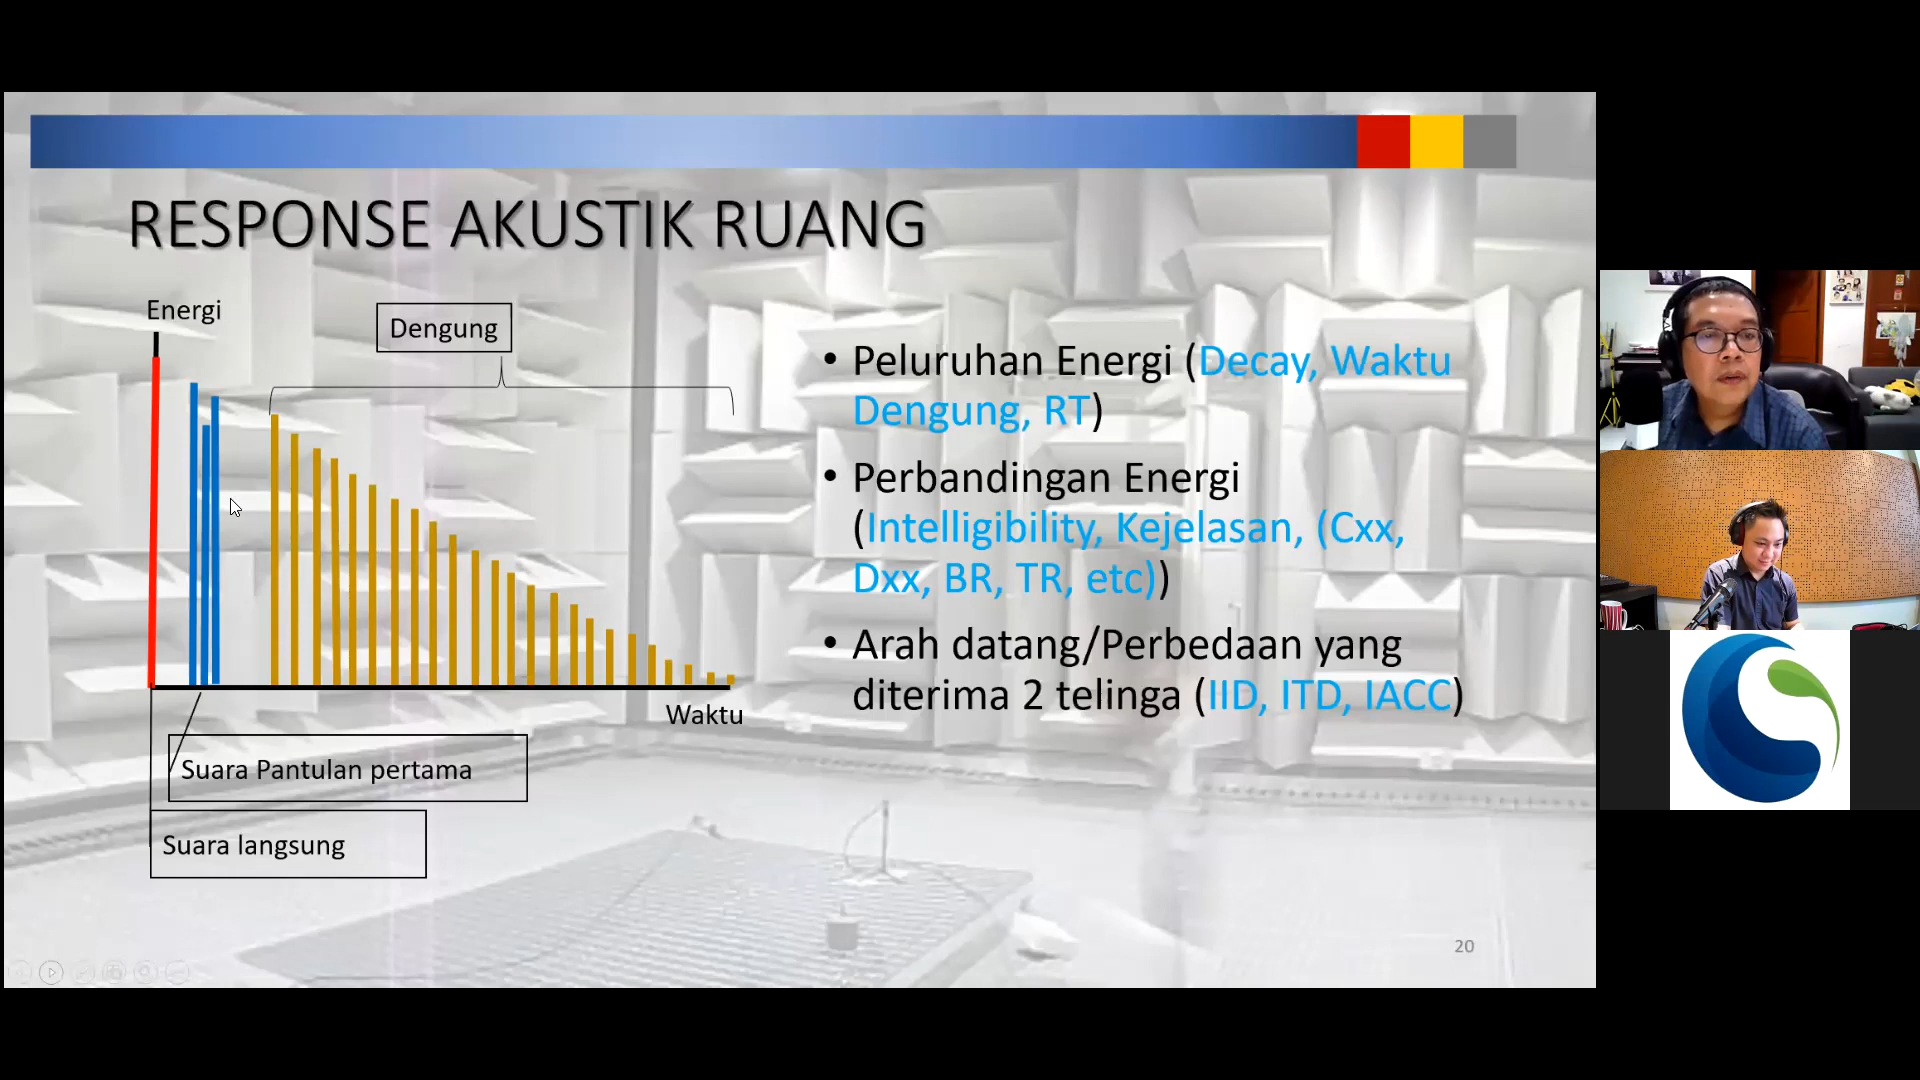 RESPONSE AKUSTIK RUANG
Energi
Dengung
Waktu
Suara Pantulan pertama
Suara langsung
• Peluruhan Energi (Decay, Waktu
Dengung, RT)
• Perbandingan Energi
(Intelligibility, Kejelasan, (Cxx,
Dxx, BR, TR, etc))
• Arah datang/Perbedaan yang
diterima 2 telinga (IID, ITD, IACC)
20